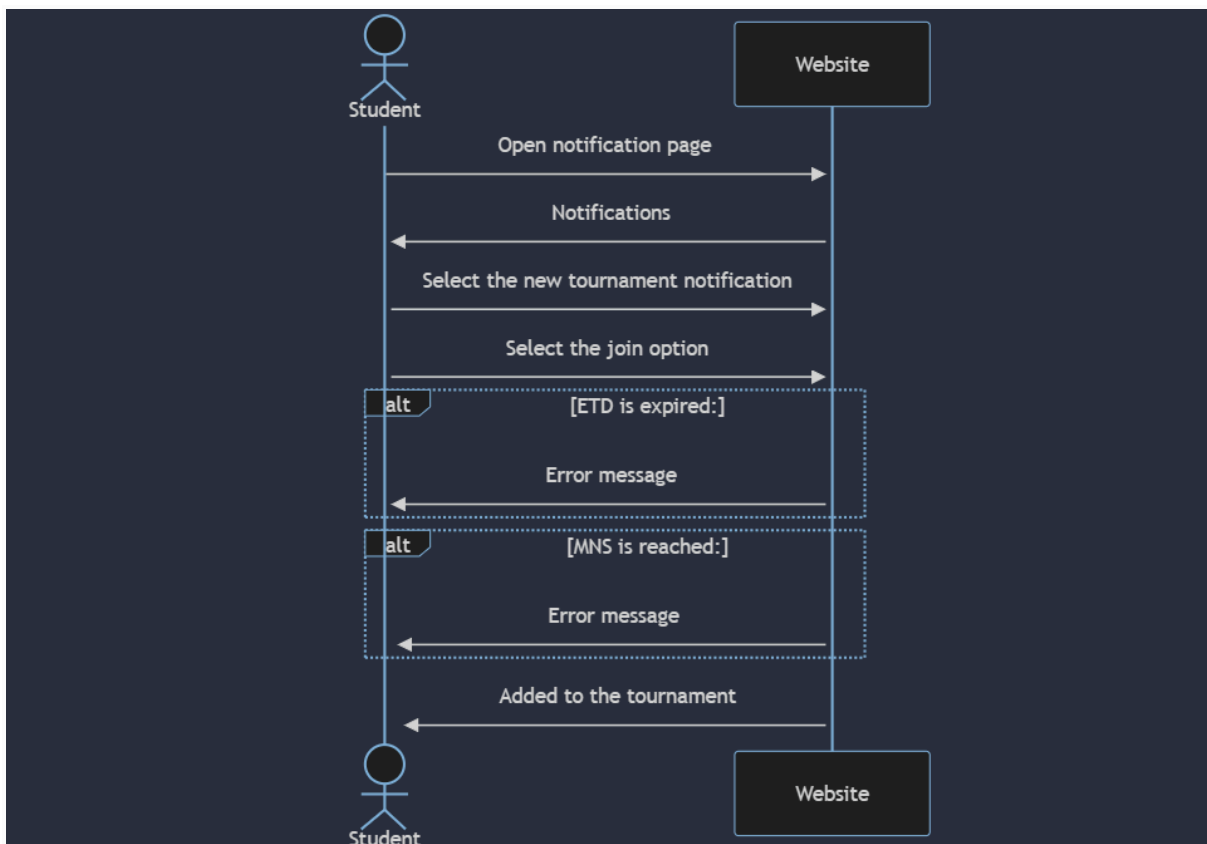 Website
Student
Open notification page
Notifications
Select the new tournament notification
Select the join option
alt [ETD is expired:]
Error message
alt [MNS is reached:]
Error message
Added to the tournament
Website
Student